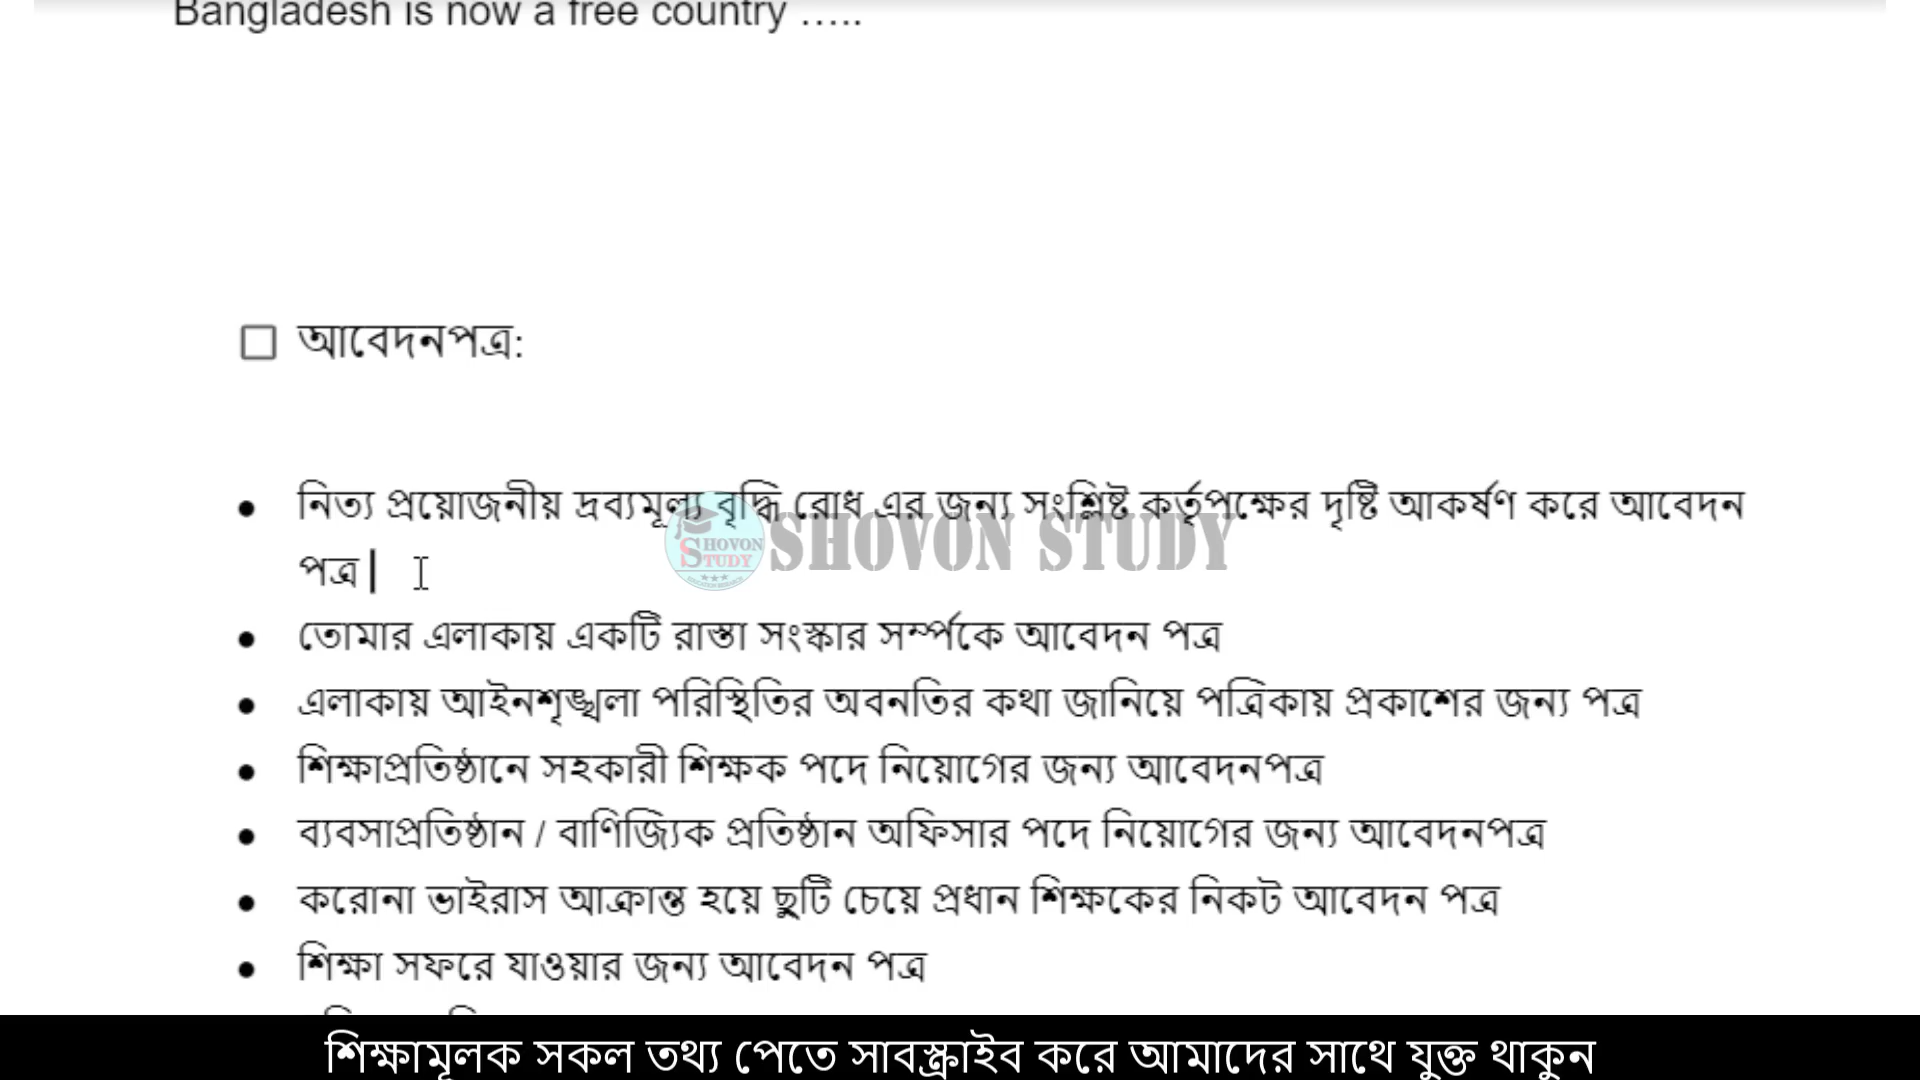 Bangladesh is now a free country .....
আবেদনপত্র:
নিত্য প্রয়োজনীয় দ্রব্যমূল্য বৃদ্ধি রোধ এর জন্য সংশ্লিষ্ট কর্তৃপক্ষের দৃষ্টি আকর্ষণ করে আবেদন
পত্র
SHOVON STUDY
SHOVON
STUDY
তোমার এলাকায় একটি রাস্তা সংস্কার সর্ম্পকে আবেদন পত্র
এলাকায় আইনশৃঙ্খলা পরিস্থিতির অবনতির কথা জানিয়ে পত্রিকায় প্রকাশের জন্য পত্র
শিক্ষাপ্রতিষ্ঠানে সহকারী শিক্ষক পদে নিয়োগের জন্য আবেদনপত্র
ব্যবসাপ্রতিষ্ঠান / বাণিজ্যিক প্রতিষ্ঠান অফিসার পদে নিয়োগের জন্য আবেদনপত্র
করোনা ভাইরাস আক্রান্ত হয়ে ছুটি চেয়ে প্রধান শিক্ষকের নিকট আবেদন পত্র
শিক্ষা সফরে যাওয়ার জন্য আবেদন পত্র
শিক্ষামূলক সকল তথ্য পেতে সাবস্ক্রাইব করে আমাদের সাথে যুক্ত থাকুন